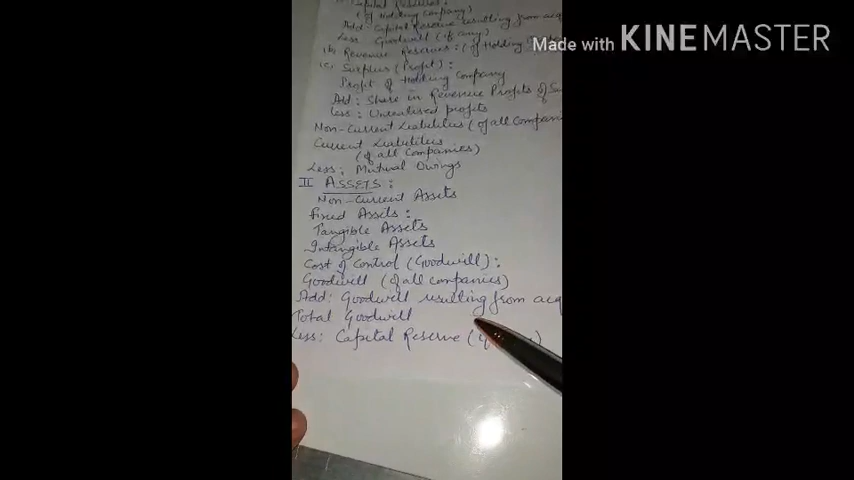 (of Holding Company)
Add: Capital Reserve resulting from acq
Less: Goodwill (if any)
(b) Revenue Reserves: (of Holding
(c) Surplus (Profit):
Profit of Holding Company
Add: Share in Revenue Profits of Su
Less: Unrealised profits
Non-Current Liabilities (of all Compani
Current Liabilities
(of all Companies)
Less: Mutual Owings
II ASSETS:
Non-Current Assets
Fixed Assets:
Tangible Assets
Intangible Assets
Cost of Control (Goodwill):
Goodwill (of all companies)
Add: Goodwill resulting from acq
Total Goodwill
Less: Capital Reserve (
Made with KINEMASTER